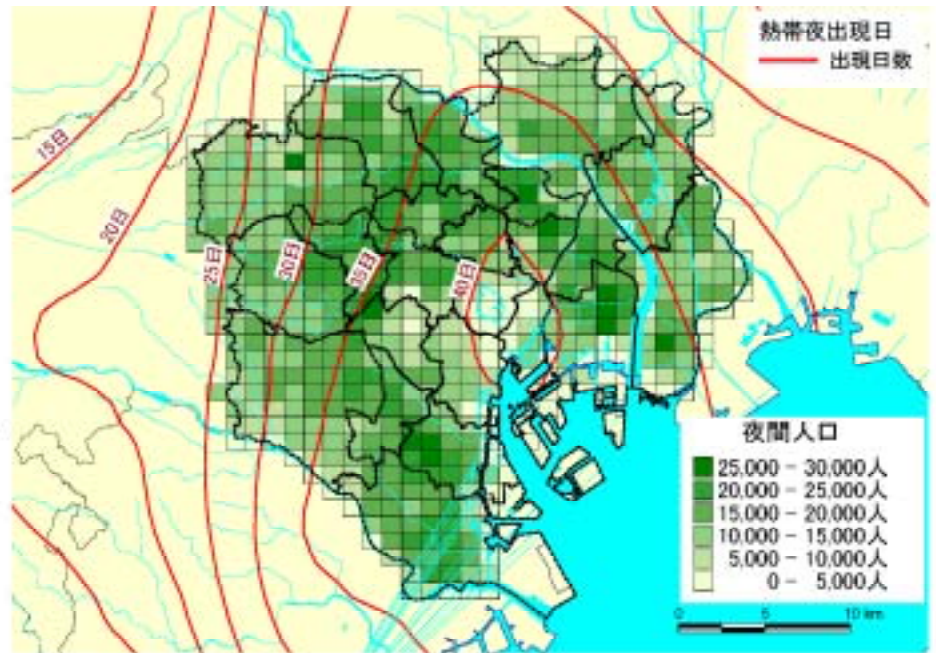 熱帯夜出現日
出現日数
15日
20日
25日
30日
35日
40日
夜間人口
25,000 - 30,000人
20,000 - 25,000人
15,000 - 20,000人
10,000 - 15,000人
5,000 - 10,000人
0 - 5,000人
0 5 10 km